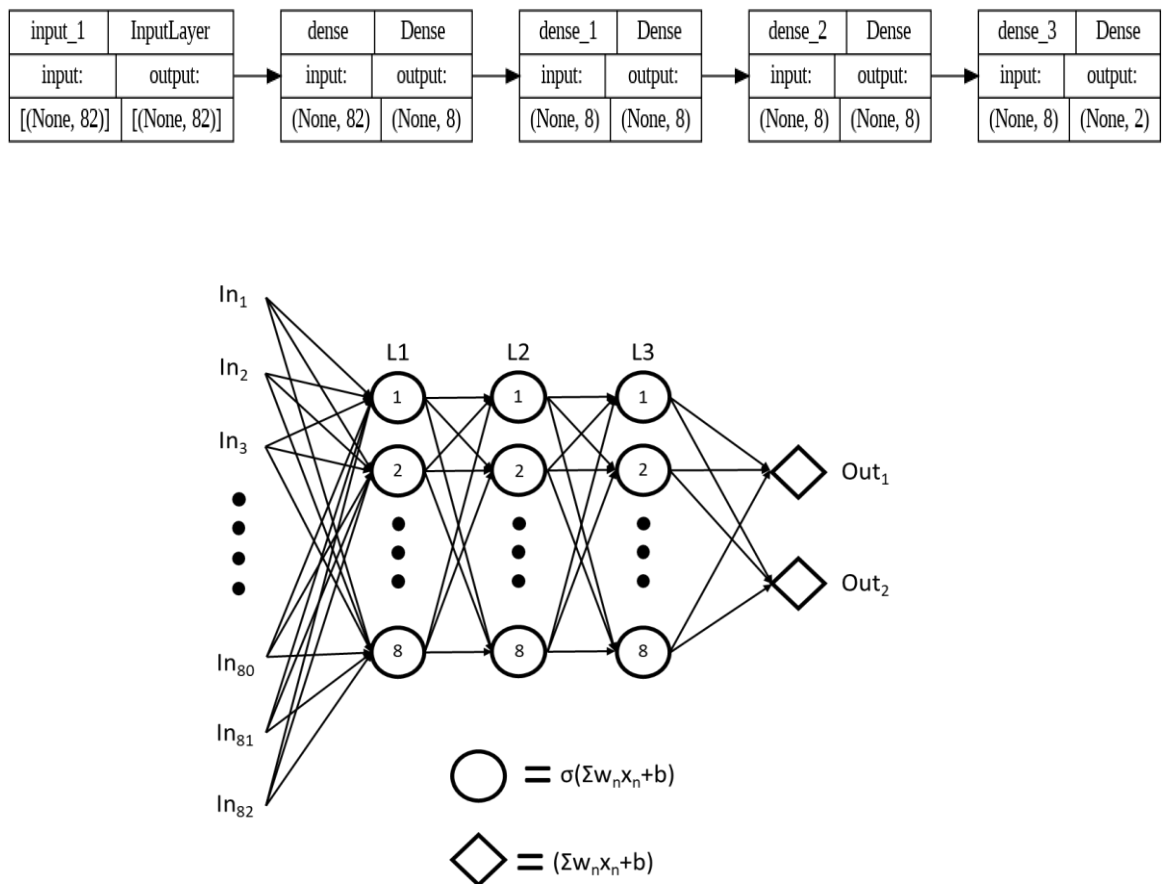 input_1 InputLayer
input: output:
[(None, 82)] [(None, 82)]
dense Dense
input: output:
(None, 82) (None, 8)
dense_1 Dense
input: output:
(None, 8) (None, 8)
dense_2 Dense
input: output:
(None, 8) (None, 8)
dense_3 Dense
input: output:
(None, 8) (None, 2)
In₁
In₂
In₃
In₈₀
In₈₁
In₈₂
L1 L2 L3
1 1 1
2 2 2
8 8 8
Out₁
Out₂
= σ(Σwₙxₙ+b)
= (Σwₙxₙ+b)